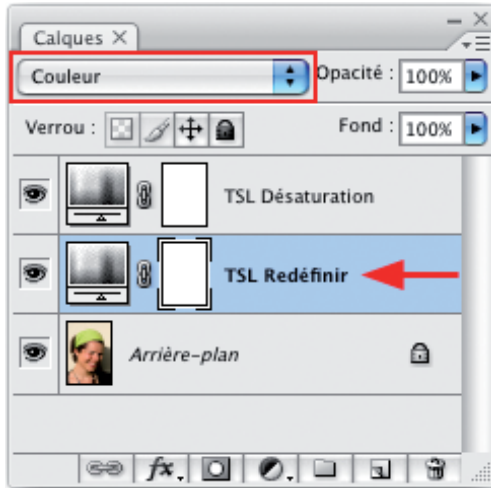 Calques
Couleur
Opacité : 100%
Verrou :
Fond : 100%
TSL Désaturation
TSL Redéfinir
Arrière-plan
fx.